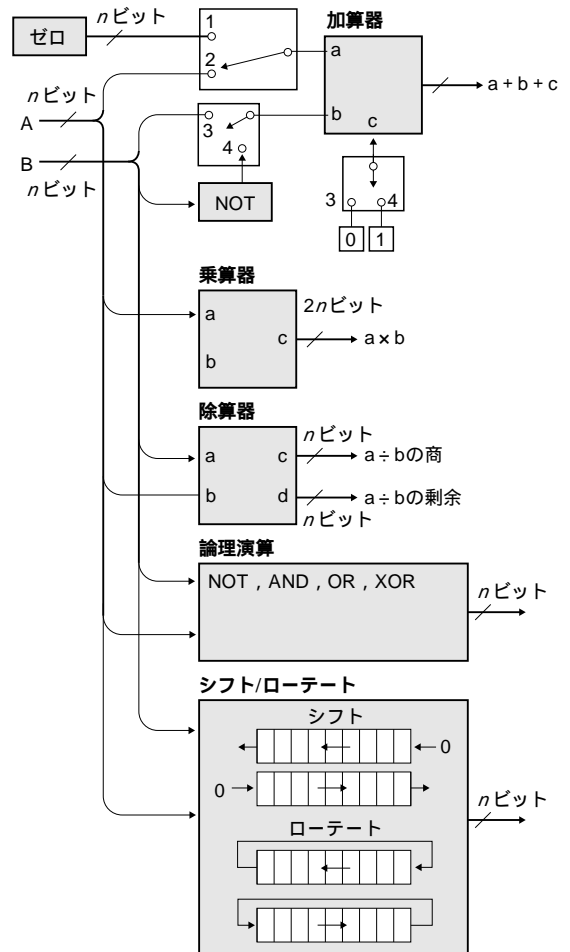 ゼロ
nビット
1
2
加算器
a
b
c
a+b+c
nビット
A
B
nビット
3
4
NOT
3
4
0
1
乗算器
a
b
c
2nビット
a×b
除算器
a
b
c
d
nビット
a÷bの商
a÷bの剰余
nビット
論理演算
NOT , AND , OR , XOR
nビット
シフト/ローテート
シフト
0
0
nビット
ローテート